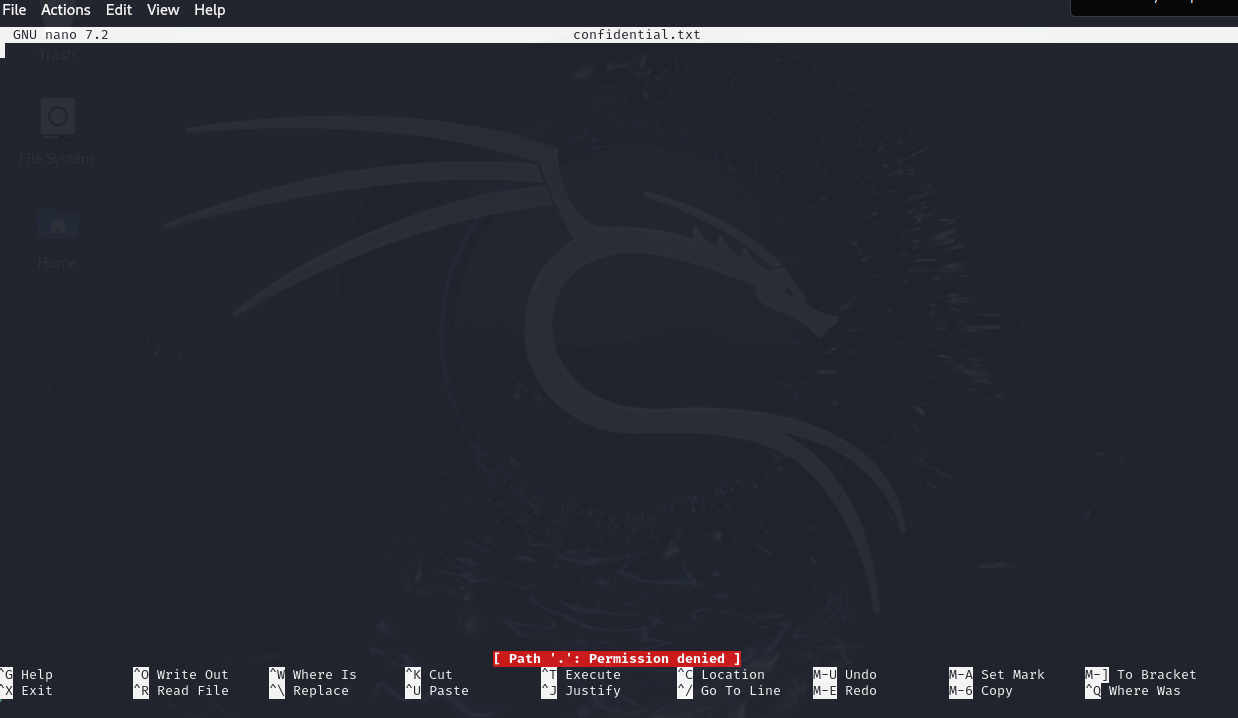 File Actions Edit View Help
GNU nano 7.2 confidential.txt
Trash
File System
Home
[ Path '.': Permission denied ]
^G Help ^O Write Out ^W Where Is ^K Cut ^T Execute ^C Location M-U Undo M-A Set Mark M-] To Bracket
^X Exit ^R Read File ^\ Replace ^U Paste ^J Justify ^/ Go To Line M-E Redo M-6 Copy ^Q Where Was